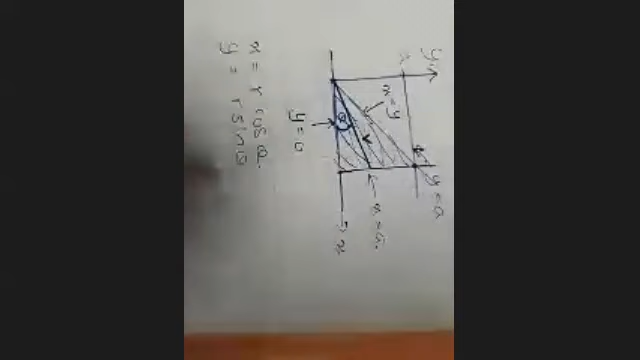 y
a
y = a
x = y
θ
x = a
x
y = 0
x = r cos θ.
y = r sin θ